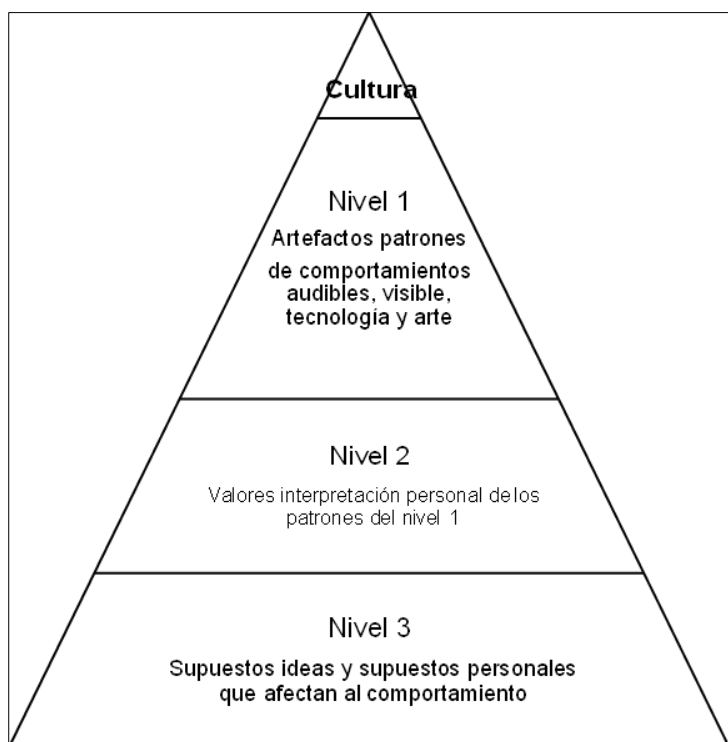 Cultura
Nivel 1
Artefactos patrones
de comportamientos
audibles, visible,
tecnología y arte
Nivel 2
Valores interpretación personal de los
patrones del nivel 1
Nivel 3
Supuestos ideas y supuestos personales
que afectan al comportamiento